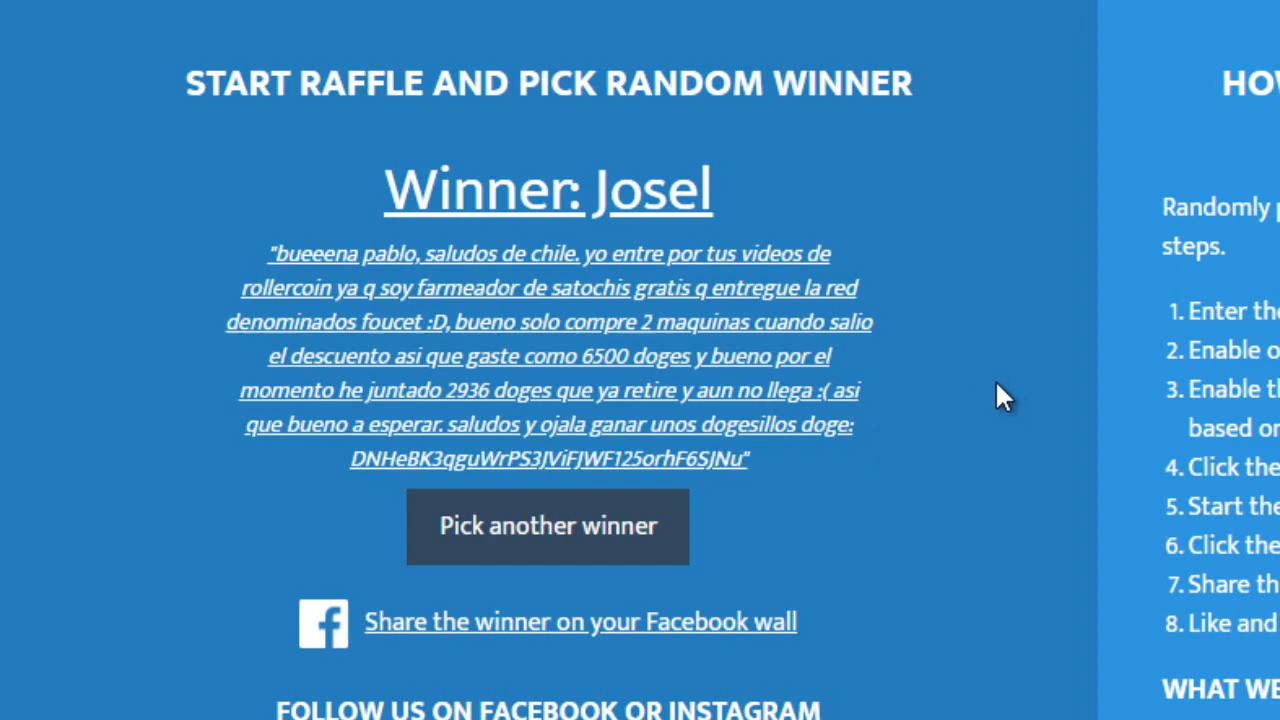 START RAFFLE AND PICK RANDOM WINNER
Winner: Josel
"bueeena pablo, saludos de chile. yo entre por tus videos de
rollercoin ya q soy farmeador de satochis gratis q entregue la red
denominados foucet :D, bueno solo compre 2 maquinas cuando salio
el descuento asi que gaste como 6500 doges y bueno por el
momento he juntado 2936 doges que ya retire y aun no llega :( asi
que bueno a esperar. saludos y ojala ganar unos dogesillos doge:
DNHeBK3qguWrPS3JViFJWF125orhF6SJNu"
Pick another winner
Share the winner on your Facebook wall
FOLLOW US ON FACEBOOK OR INSTAGRAM
HOW
Randomly
steps.
1. Enter the
2. Enable
3. Enable
based
4. Click the
5. Start the
6. Click the
7. Share
8. Like and
WHAT WE